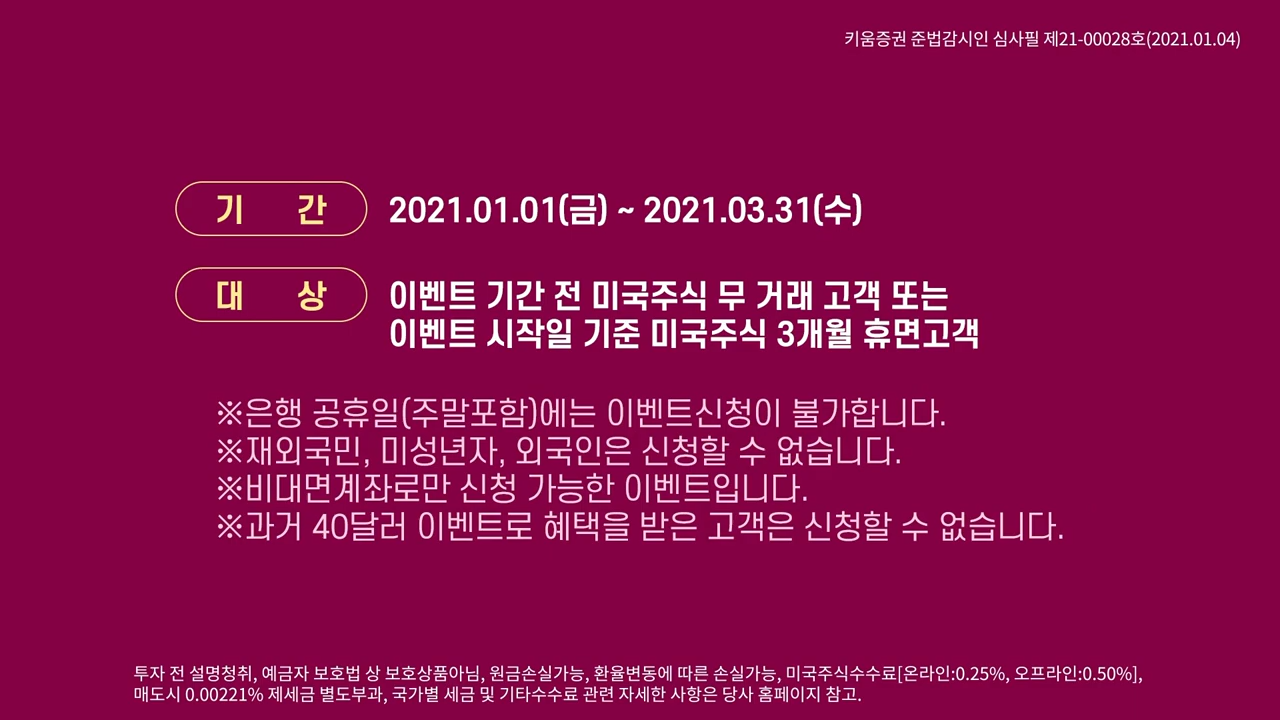 키움증권 준법감시인 심사필 제21-00028호(2021.01.04)
기 간 2021.01.01(금) ~ 2021.03.31(수)
대 상 이벤트 기간 전 미국주식 무 거래 고객 또는
이벤트 시작일 기준 미국주식 3개월 휴면고객
※은행 공휴일(주말포함)에는 이벤트신청이 불가합니다.
※재외국민, 미성년자, 외국인은 신청할 수 없습니다.
※비대면계좌로만 신청 가능한 이벤트입니다.
※과거 40달러 이벤트로 혜택을 받은 고객은 신청할 수 없습니다.
투자 전 설명청취, 예금자 보호법 상 보호상품아님, 원금손실가능, 환율변동에 따른 손실가능, 미국주식수수료[온라인:0.25%, 오프라인:0.50%],
매도시 0.00221% 제세금 별도부과, 국가별 세금 및 기타수수료 관련 자세한 사항은 당사 홈페이지 참고.